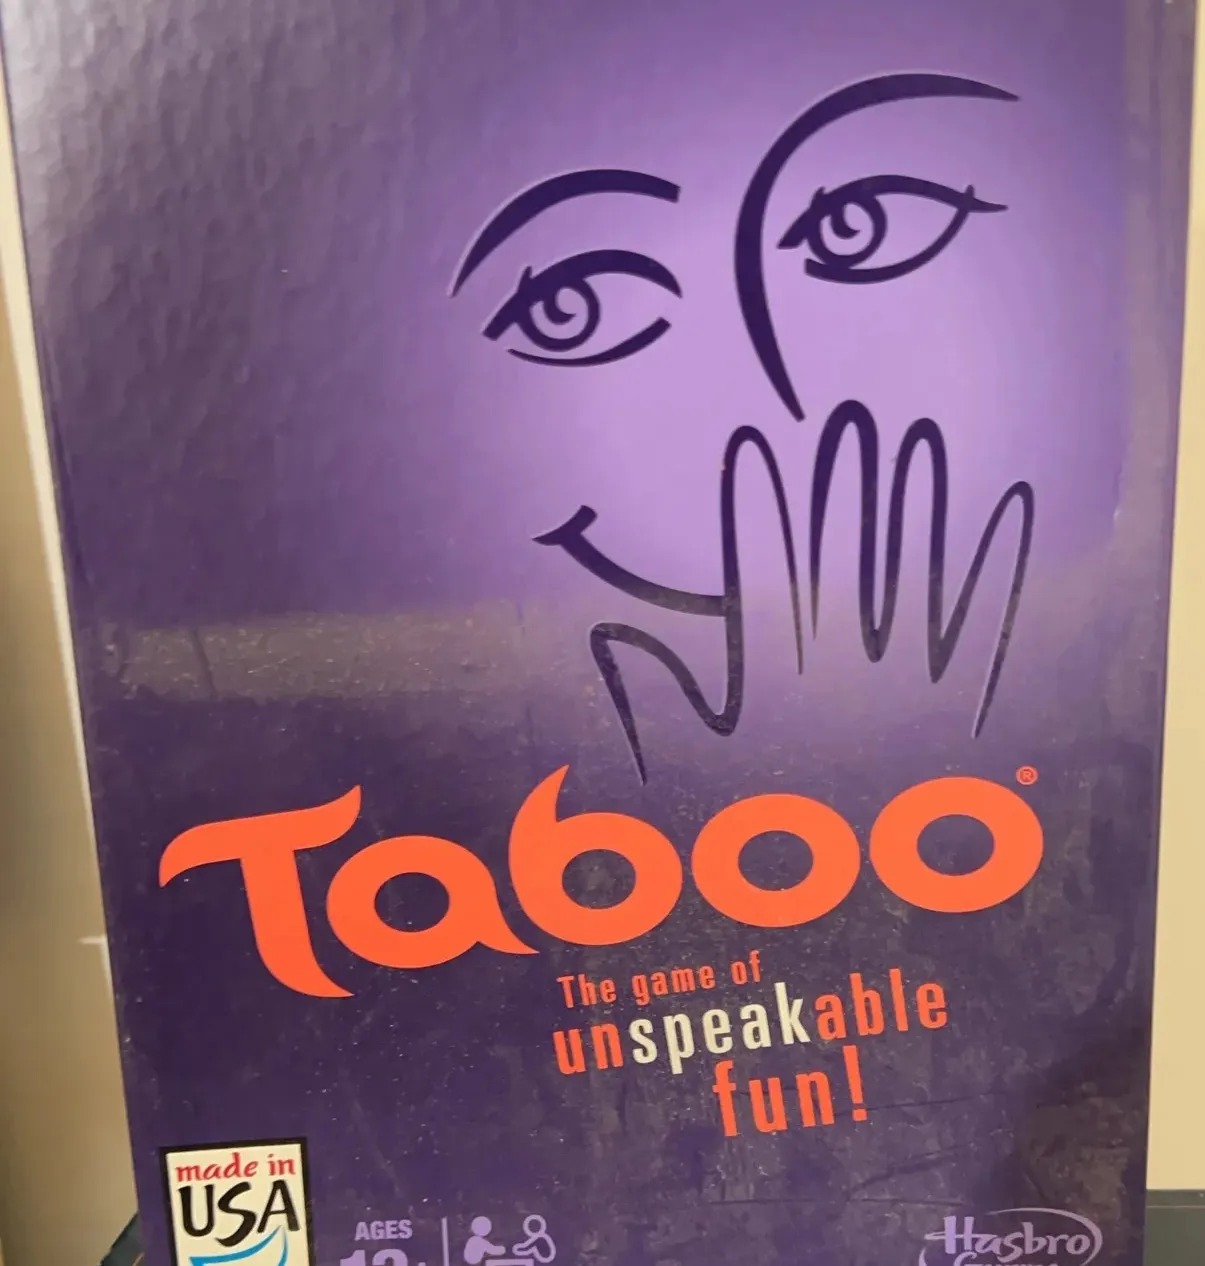 Taboo®
The game of
unspeakable
fun!
made in
USA
AGES
Hasbro